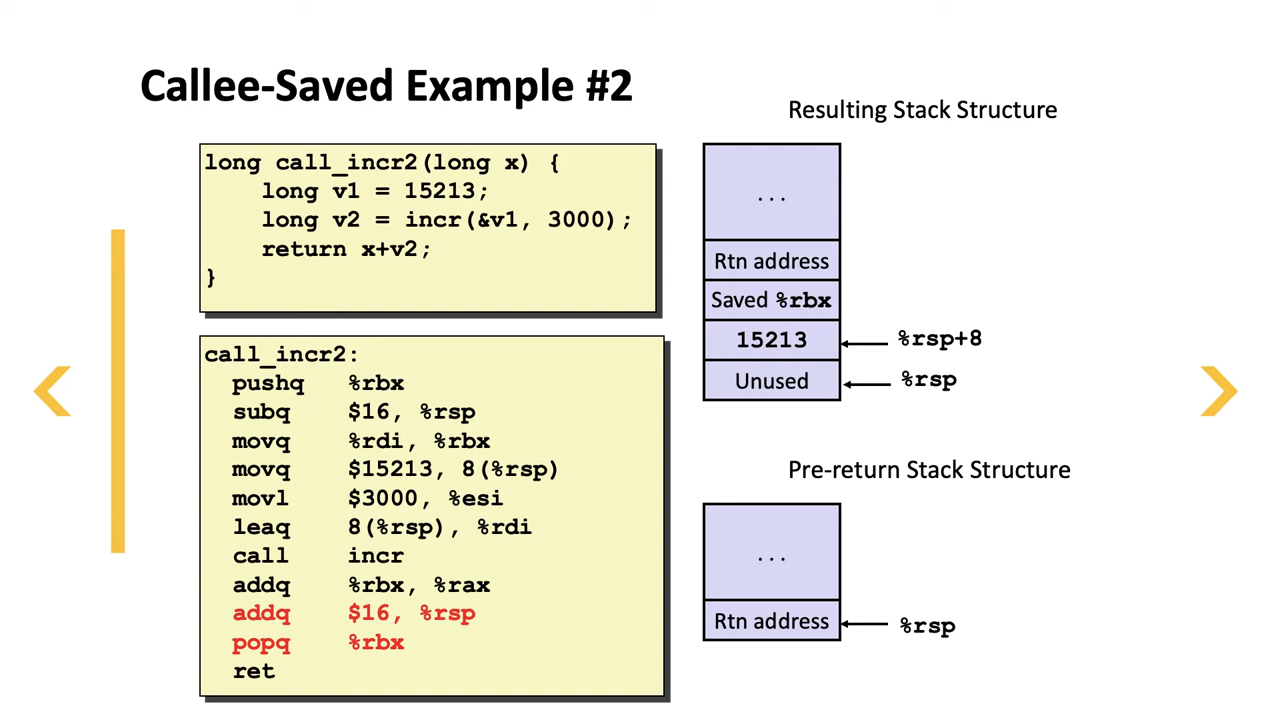 Callee-Saved Example #2
long call_incr2(long x) {
    long v1 = 15213;
    long v2 = incr(&v1, 3000);
    return x+v2;
}
call_incr2:
  pushq   %rbx
  subq    $16, %rsp
  movq    %rdi, %rbx
  movq    $15213, 8(%rsp)
  movl    $3000, %esi
  leaq    8(%rsp), %rdi
  call    incr
  addq    %rbx, %rax
  addq    $16, %rsp
  popq    %rbx
  ret
Resulting Stack Structure
...
Rtn address
Saved %rbx
15213
%rsp+8
Unused
%rsp
Pre-return Stack Structure
...
Rtn address
%rsp